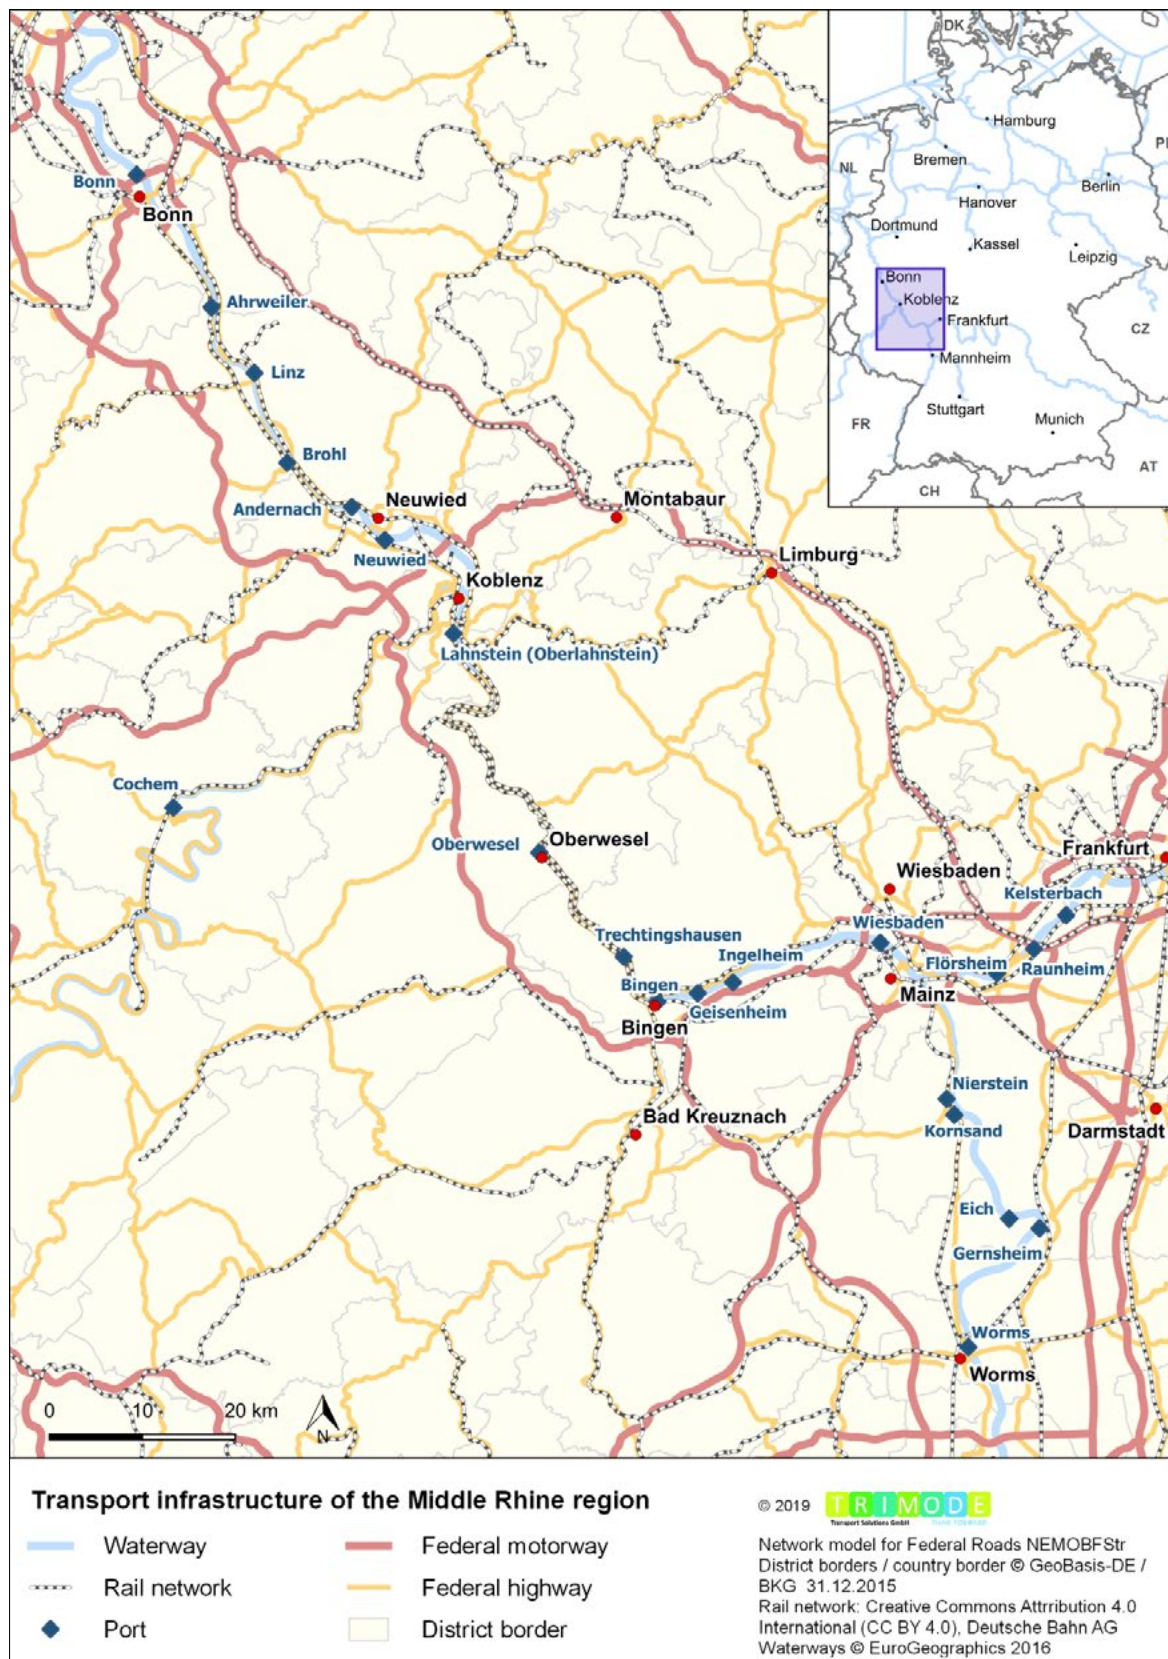 DK
Hamburg
Bremen
NL
Berlin
Hanover
Dortmund
Kassel
Leipzig
Bonn
Koblenz
Frankfurt
CZ
Mannheim
Stuttgart
Munich
FR
AT
CH
Bonn
Bonn
Ahrweiler
Linz
Brohl
Neuwied
Andernach
Montabaur
Neuwied
Limburg
Koblenz
Lahnstein (Oberlahnstein)
Cochem
Oberwesel
Oberwesel
Frankfurt
Wiesbaden
Kelsterbach
Wiesbaden
Trechtingshausen
Ingelheim
Flörsheim
Raunheim
Bingen
Mainz
Geisenheim
Bingen
Nierstein
Bad Kreuznach
Kornsand
Darmstadt
Eich
Gernsheim
Worms
Worms
0 10 20 km
N
Transport infrastructure of the Middle Rhine region
Waterway
Rail network
Port
Federal motorway
Federal highway
District border
© 2019 TRIMODE
Transport Solutions GmbH
Network model for Federal Roads NEMOBFStr
District borders / country border © GeoBasis-DE /
BKG 31.12.2015
Rail network: Creative Commons Attrribution 4.0
International (CC BY 4.0), Deutsche Bahn AG
Waterways © EuroGeographics 2016